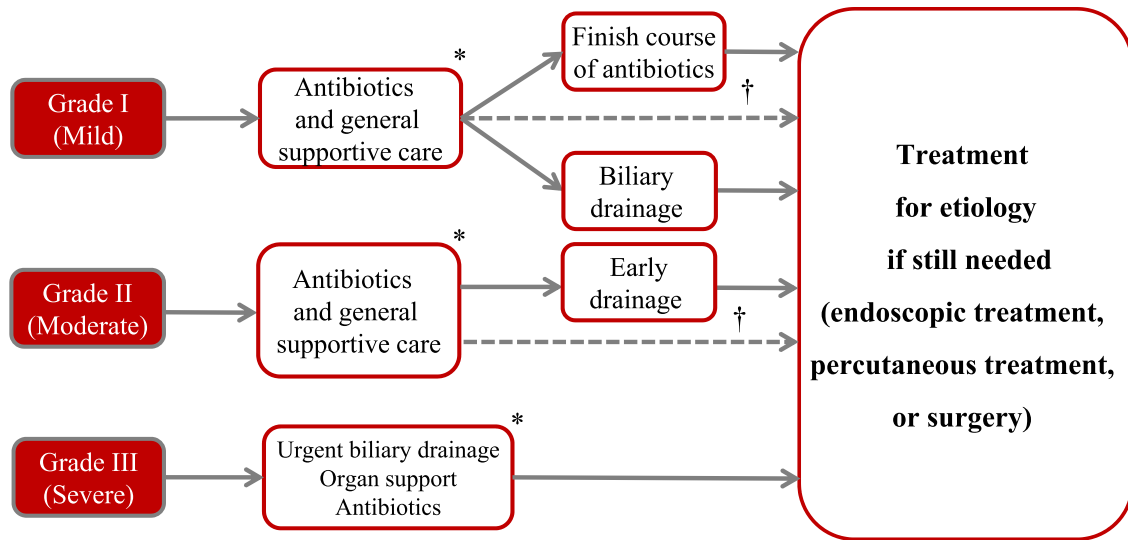 Grade I
(Mild)
Antibiotics
and general
supportive care
*
Finish course
of antibiotics
†
Biliary
drainage
Grade II
(Moderate)
Antibiotics
and general
supportive care
*
Early
drainage
†
Grade III
(Severe)
Urgent biliary drainage
Organ support
Antibiotics
*
Treatment
for etiology
if still needed
(endoscopic treatment,
percutaneous treatment,
or surgery)